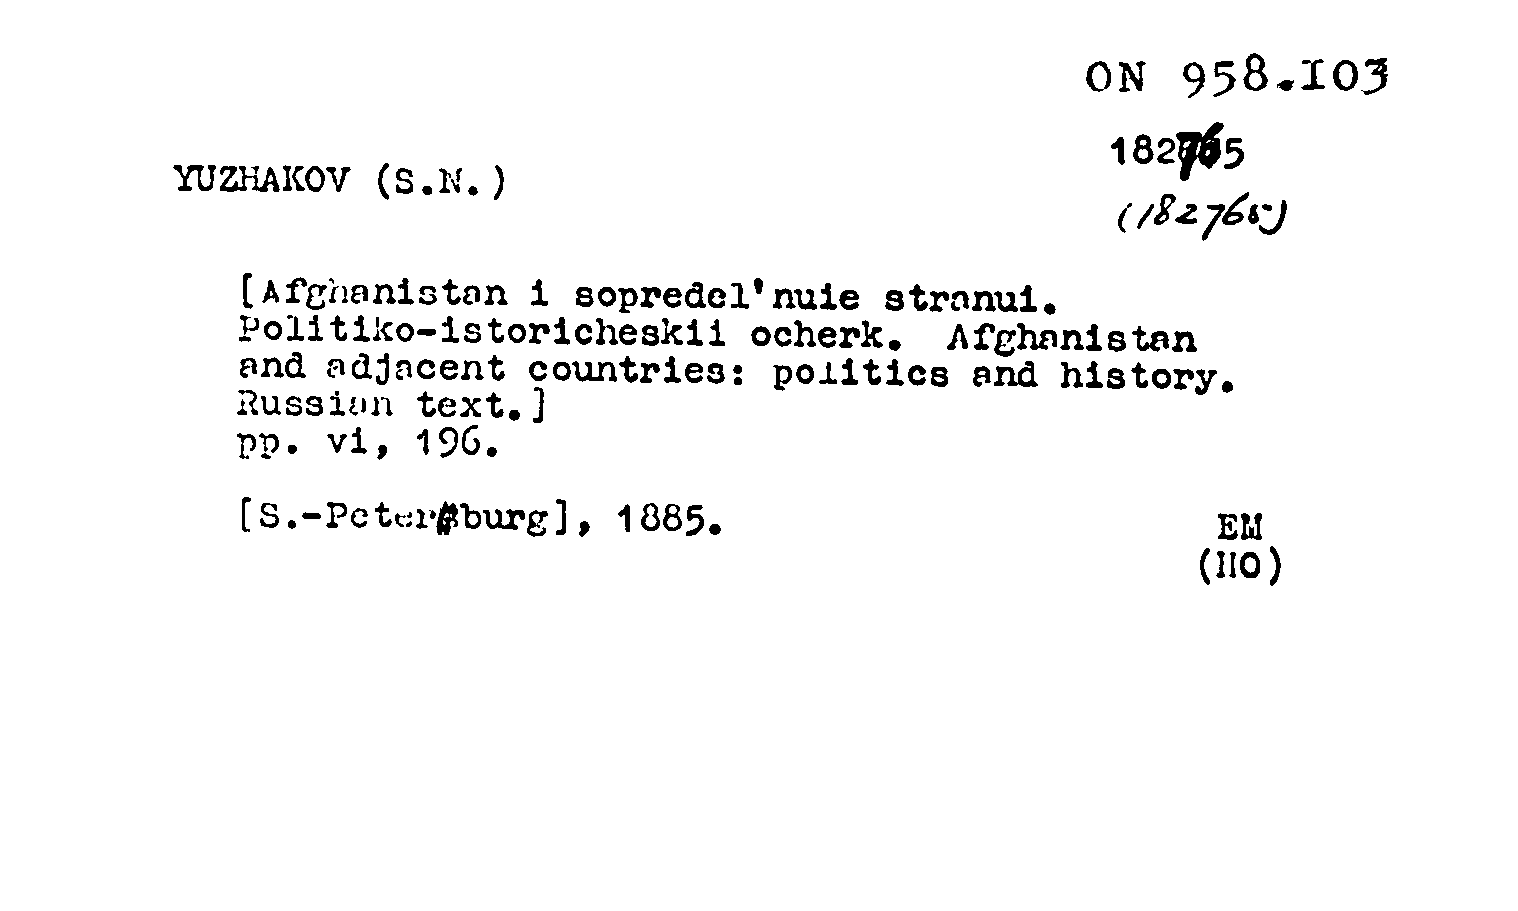 ON 958.103
182765
YUZHAKOV (S.N.)
(182765)
[Afghanistan i sopredel'nuie stranui.
Politiko-istoricheskii ocherk. Afghanistan
and adjacent countries: politics and history.
Russian text.]
pp. vi, 196.
[S.-Peterburg], 1885.
EM
(HO)